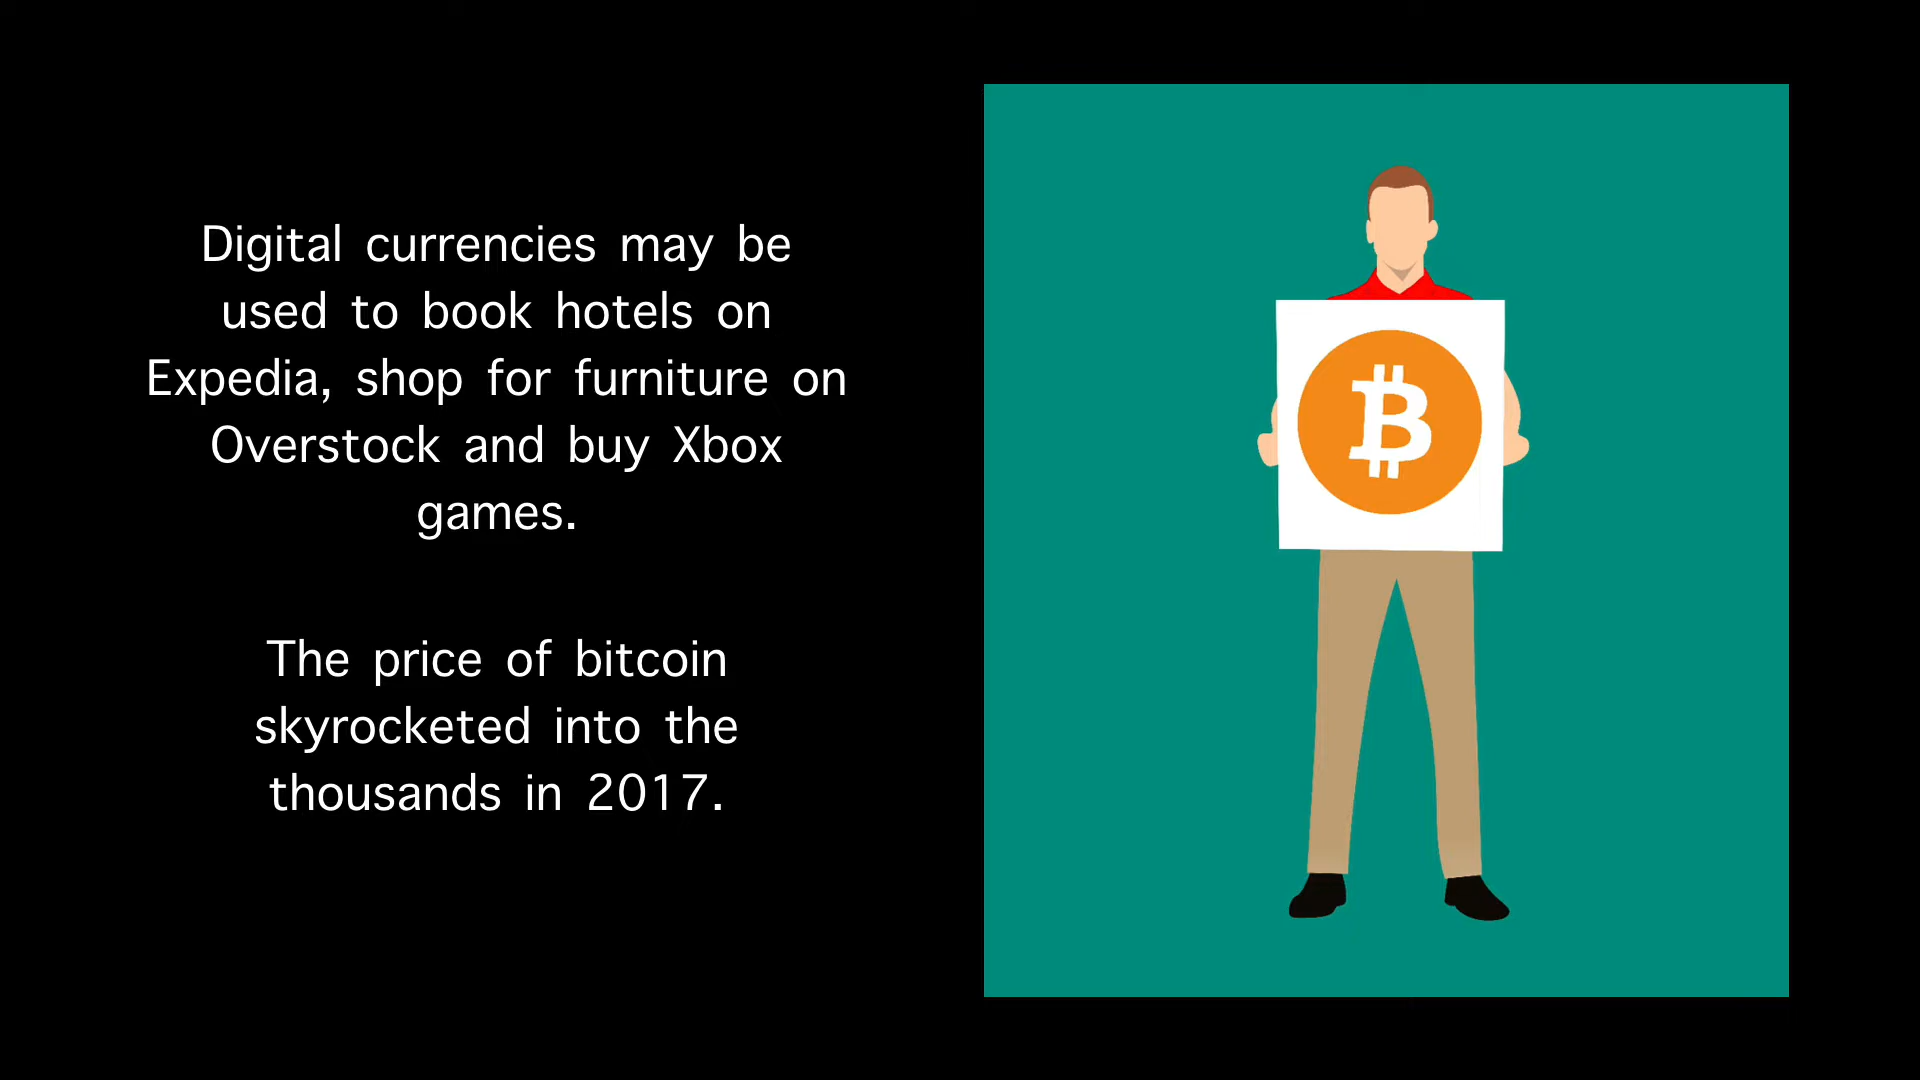 Digital currencies may be
used to book hotels on
Expedia, shop for furniture on
Overstock and buy Xbox
games.
The price of bitcoin
skyrocketed into the
thousands in 2017.